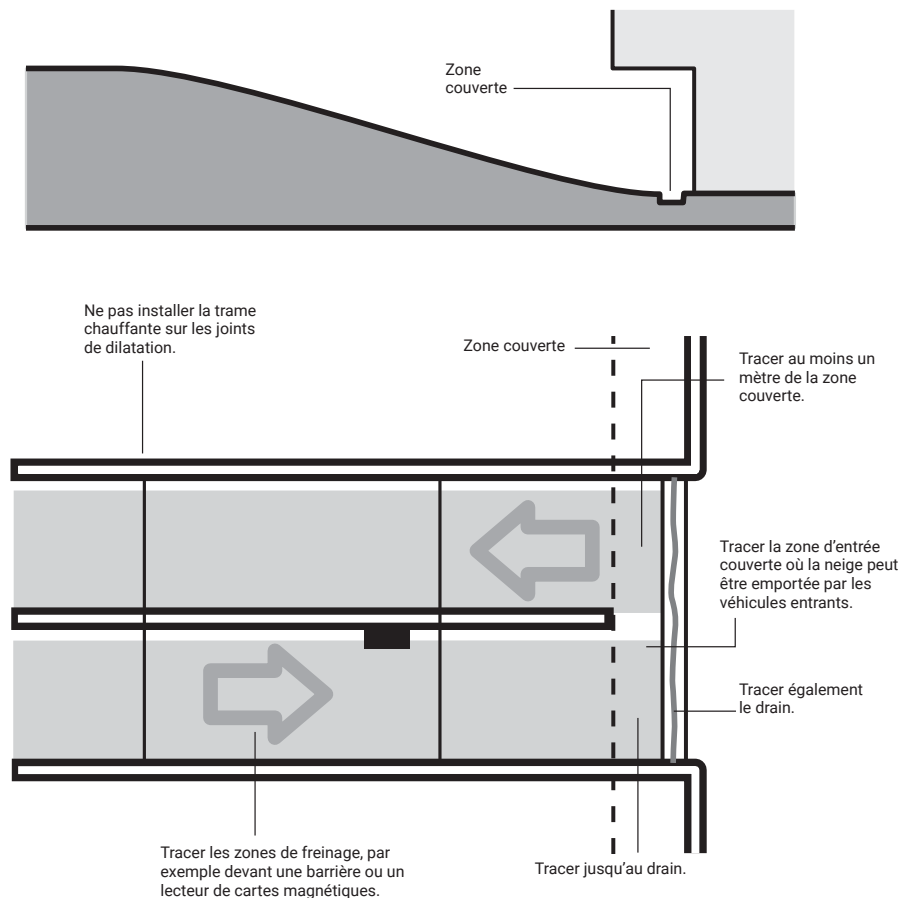 Zone
couverte
Ne pas installer la trame
chauffante sur les joints
de dilatation.
Zone couverte
Tracer au moins un
mètre de la zone
couverte.
Tracer la zone d'entrée
couverte où la neige peut
être emportée par les
véhicules entrants.
Tracer également
le drain.
Tracer les zones de freinage, par
exemple devant une barrière ou un
lecteur de cartes magnétiques.
Tracer jusqu'au drain.